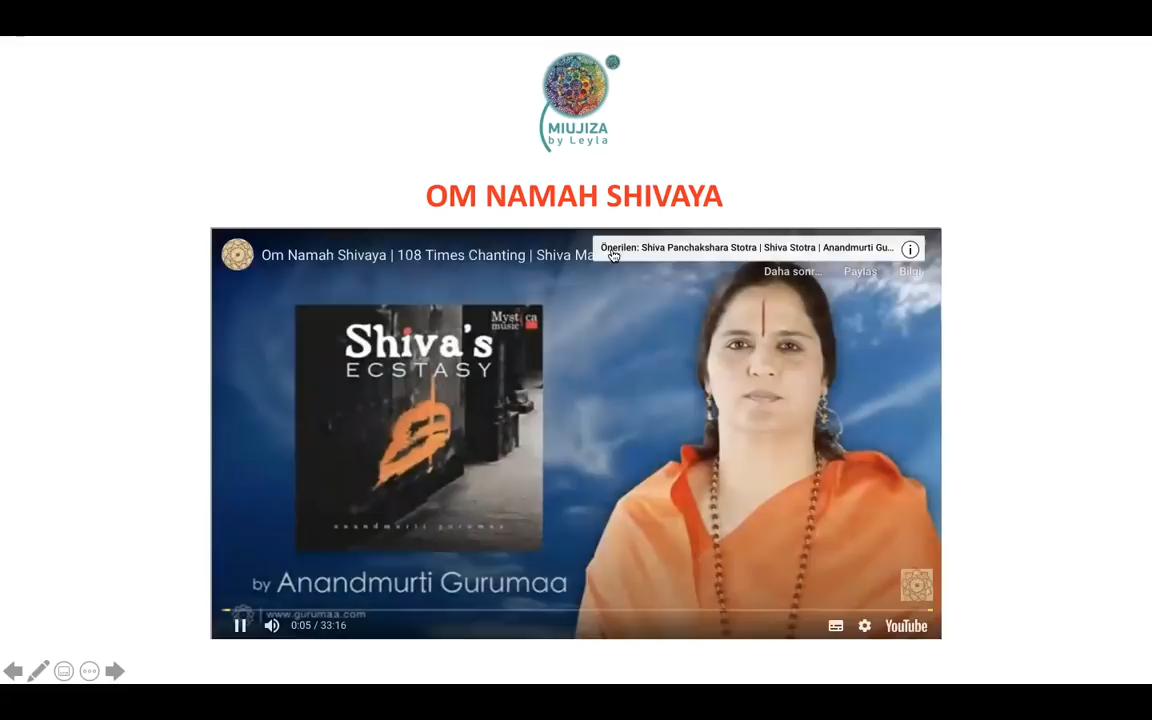 MIUJIZA
by Leyla
OM NAMAH SHIVAYA
Om Namah Shivaya | 108 Times Chanting | Shiva Ma
Önerilen: Shiva Panchakshara Stotra | Shiva Stotra | Anandmurti Gu...
Daha sonr... Paylaş Bilgi
Mystica
music
Shiva's
ECSTASY
anandmurti gurumaa
by Anandmurti Gurumaa
www.gurumaa.com
0:05 / 33:16
YouTube